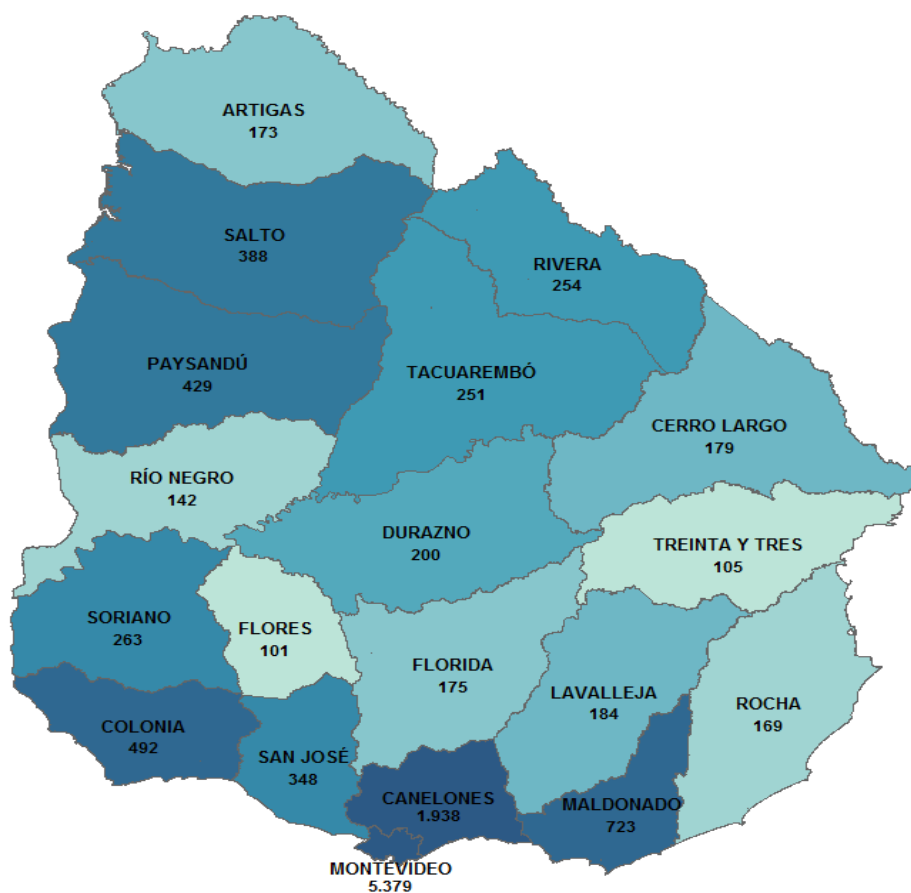 ARTIGAS
173
SALTO
388
RIVERA
254
PAYSANDÚ
429
TACUAREMBÓ
251
CERRO LARGO
179
RÍO NEGRO
142
DURAZNO
200
TREINTA Y TRES
105
SORIANO
263
FLORES
101
FLORIDA
175
LAVALLEJA
184
ROCHA
169
COLONIA
492
SAN JOSÉ
348
CANELONES
1.938
MALDONADO
723
MONTEVIDEO
5.379